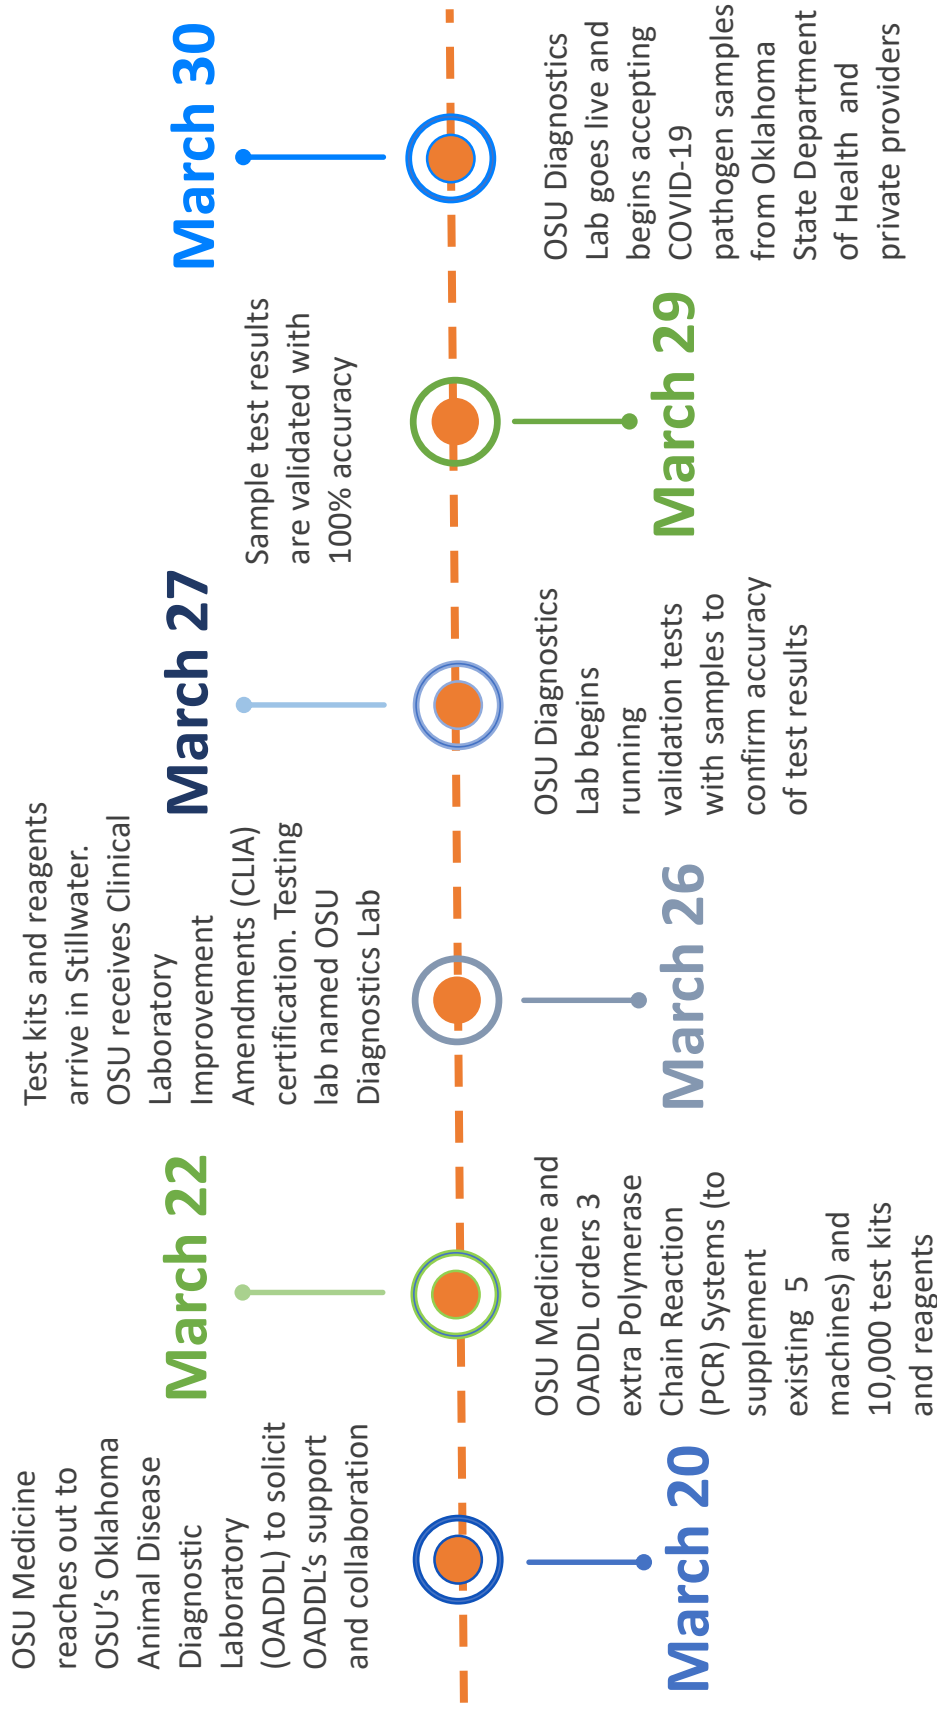 OSU Medicine
reaches out to
OSU's Oklahoma
Animal Disease
Diagnostic
Laboratory
(OADDL) to solicit
OADDL's support
and collaboration
March 20
March 22
OSU Medicine and
OADDL orders 3
extra Polymerase
Chain Reaction
(PCR) Systems (to
supplement
existing 5
machines) and
10,000 test kits
and reagents
Test kits and reagents
arrive in Stillwater.
OSU receives Clinical
Laboratory
Improvement
Amendments (CLIA)
certification. Testing
lab named OSU
Diagnostics Lab
March 26
March 27
OSU Diagnostics
Lab begins
running
validation tests
with samples to
confirm accuracy
of test results
Sample test results
are validated with
100% accuracy
March 29
March 30
OSU Diagnostics
Lab goes live and
begins accepting
COVID-19
pathogen samples
from Oklahoma
State Department
of Health and
private providers